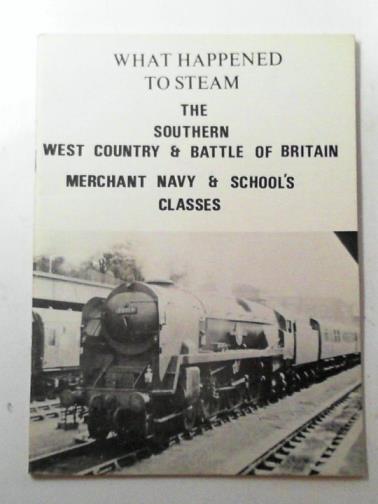 WHAT HAPPENED
TO STEAM
THE
SOUTHERN
WEST COUNTRY & BATTLE OF BRITAIN
MERCHANT NAVY & SCHOOL'S
CLASSES